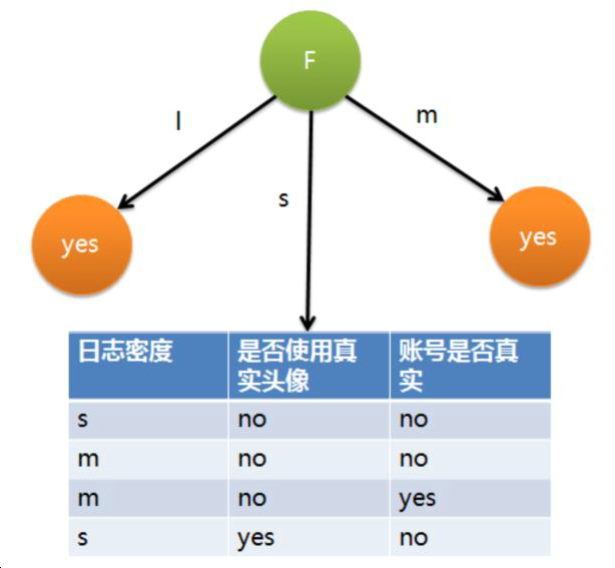 F
l
m
s
yes
yes
日志密度 是否使用真 账号是否真
实头像 实
s no no
m no no
m no yes
s yes no